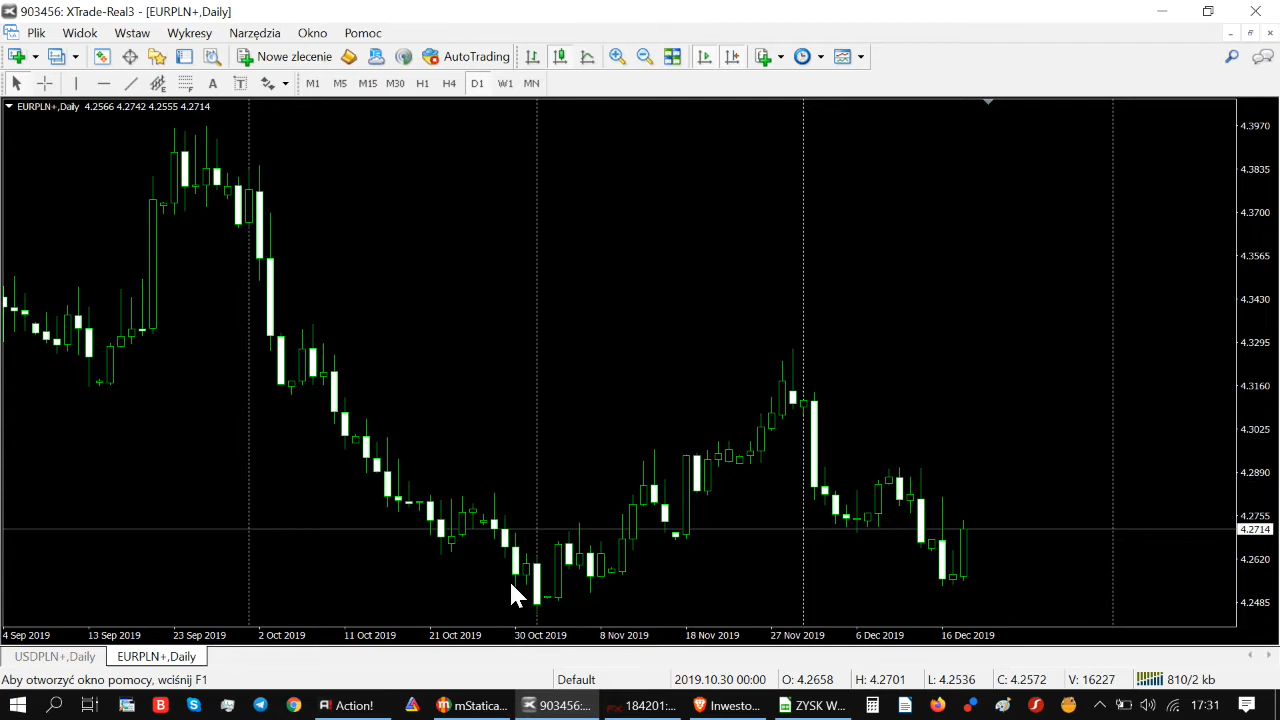 903456: XTrade-Real3 - [EURPLN+,Daily]
Plik Widok Wstaw Wykresy Narzędzia Okno Pomoc
Nowe zlecenie AutoTrading
A T M1 M5 M15 M30 H1 H4 D1 W1 MN
EURPLN+,Daily 4.2566 4.2742 4.2555 4.2714
4.3970
4.3835
4.3700
4.3565
4.3430
4.3295
4.3160
4.3025
4.2890
4.2755
4.2714
4.2620
4.2485
4 Sep 2019 13 Sep 2019 23 Sep 2019 2 Oct 2019 11 Oct 2019 21 Oct 2019 30 Oct 2019 8 Nov 2019 18 Nov 2019 27 Nov 2019 6 Dec 2019 16 Dec 2019
USDPLN+,Daily EURPLN+,Daily
Aby otworzyć okno pomocy, wciśnij F1 Default 2019.10.30 00:00 O: 4.2658 H: 4.2701 L: 4.2536 C: 4.2572 V: 16227 810/2 kb
Action! mStatica... 903456:... 184201:... Inwesto... ZYSK W... 17:31